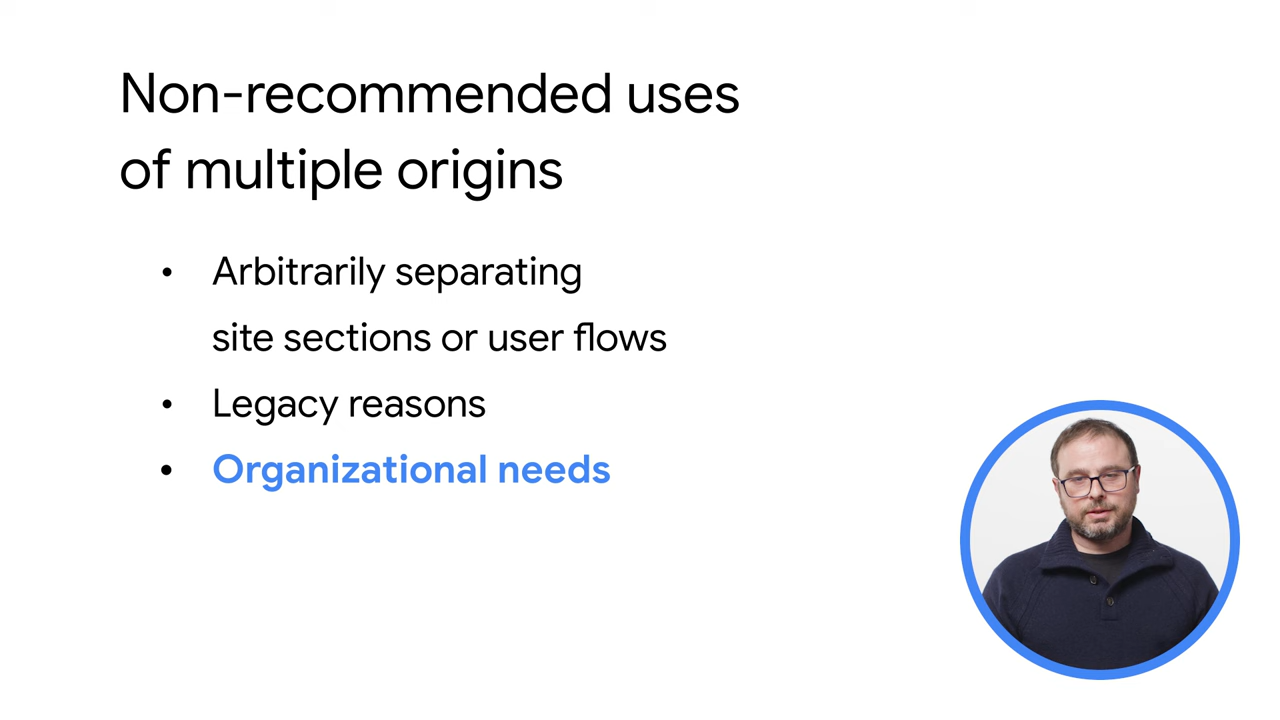 Non-recommended uses
of multiple origins
• Arbitrarily separating
site sections or user flows
• Legacy reasons
• Organizational needs